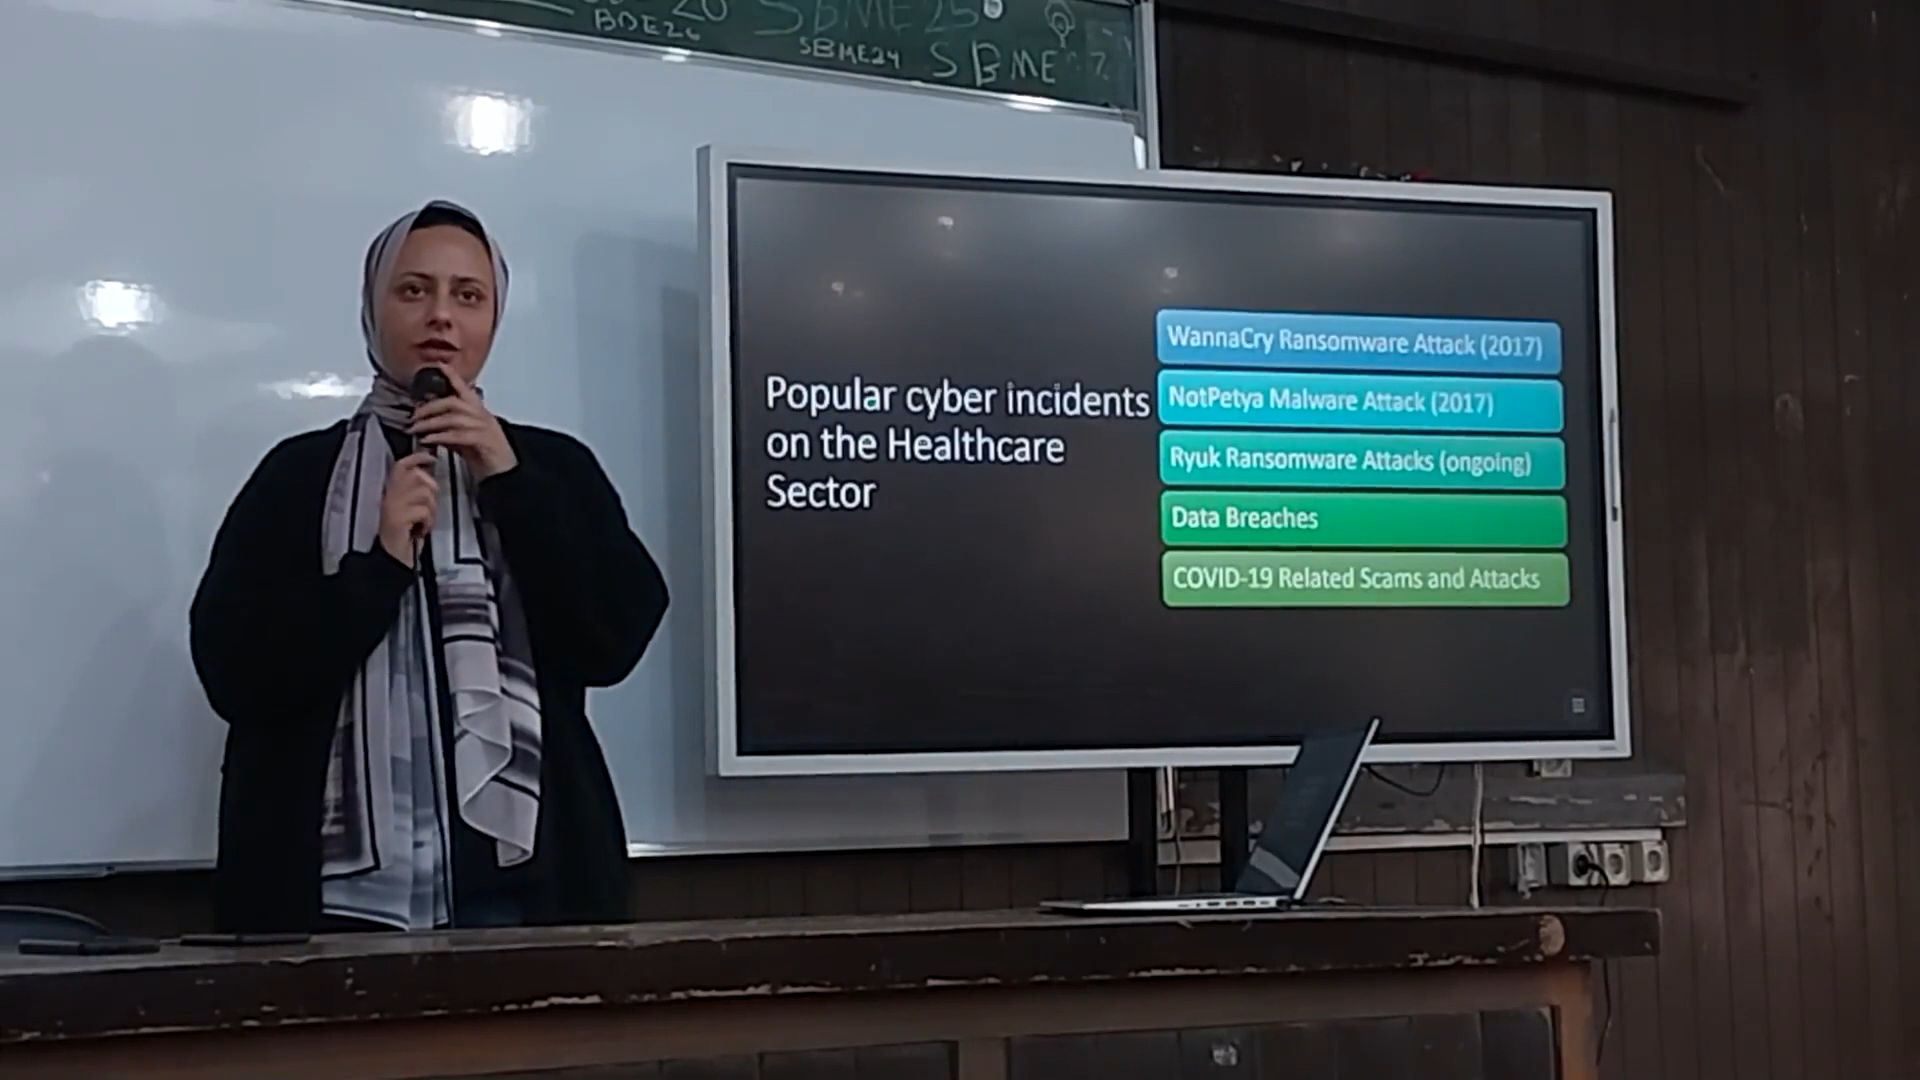 20
SBME25
BDE26
SBME24
SBME
Popular cyber incidents
on the Healthcare
Sector
WannaCry Ransomware Attack (2017)
NotPetya Malware Attack (2017)
Ryuk Ransomware Attacks (ongoing)
Data Breaches
COVID-19 Related Scams and Attacks